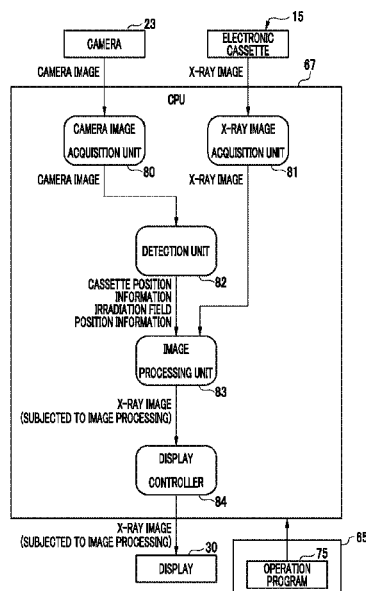 23
15
CAMERA
ELECTRONIC
CASSETTE
CAMERA IMAGE
X-RAY IMAGE
67
CPU
CAMERA IMAGE
ACQUISITION UNIT
X-RAY IMAGE
ACQUISITION UNIT
CAMERA IMAGE
80
X-RAY IMAGE
81
DETECTION UNIT
82
CASSETTE POSITION
INFORMATION
IRRADIATION FIELD
POSITION INFORMATION
IMAGE
PROCESSING UNIT
83
X-RAY IMAGE
(SUBJECTED TO IMAGE PROCESSING)
DISPLAY
CONTROLLER
84
X-RAY IMAGE
(SUBJECTED TO IMAGE PROCESSING)
30
DISPLAY
65
75
OPERATION
PROGRAM